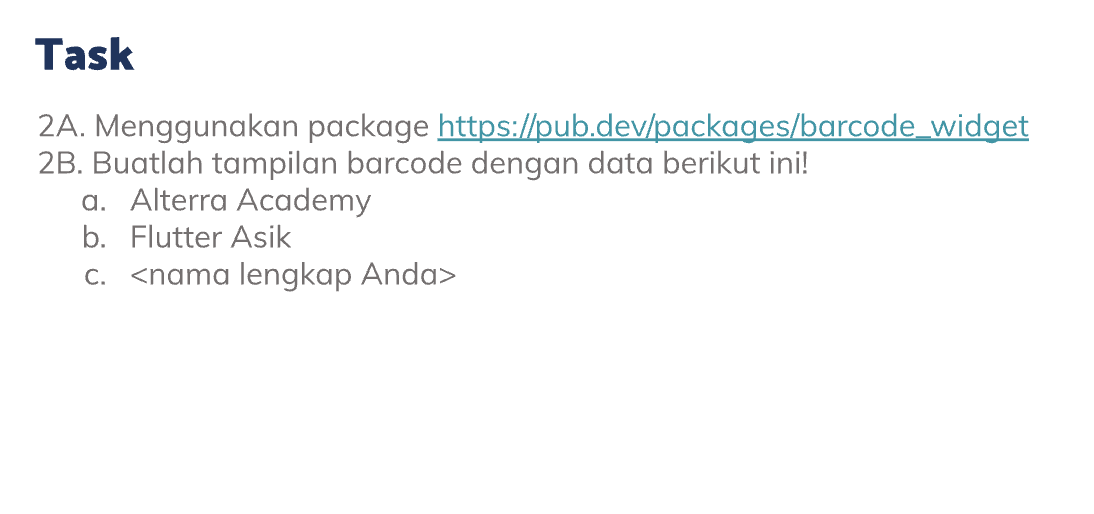 Task
2A. Menggunakan package https://pub.dev/packages/barcode_widget
2B. Buatlah tampilan barcode dengan data berikut ini!
a. Alterra Academy
b. Flutter Asik
c. <nama lengkap Anda>